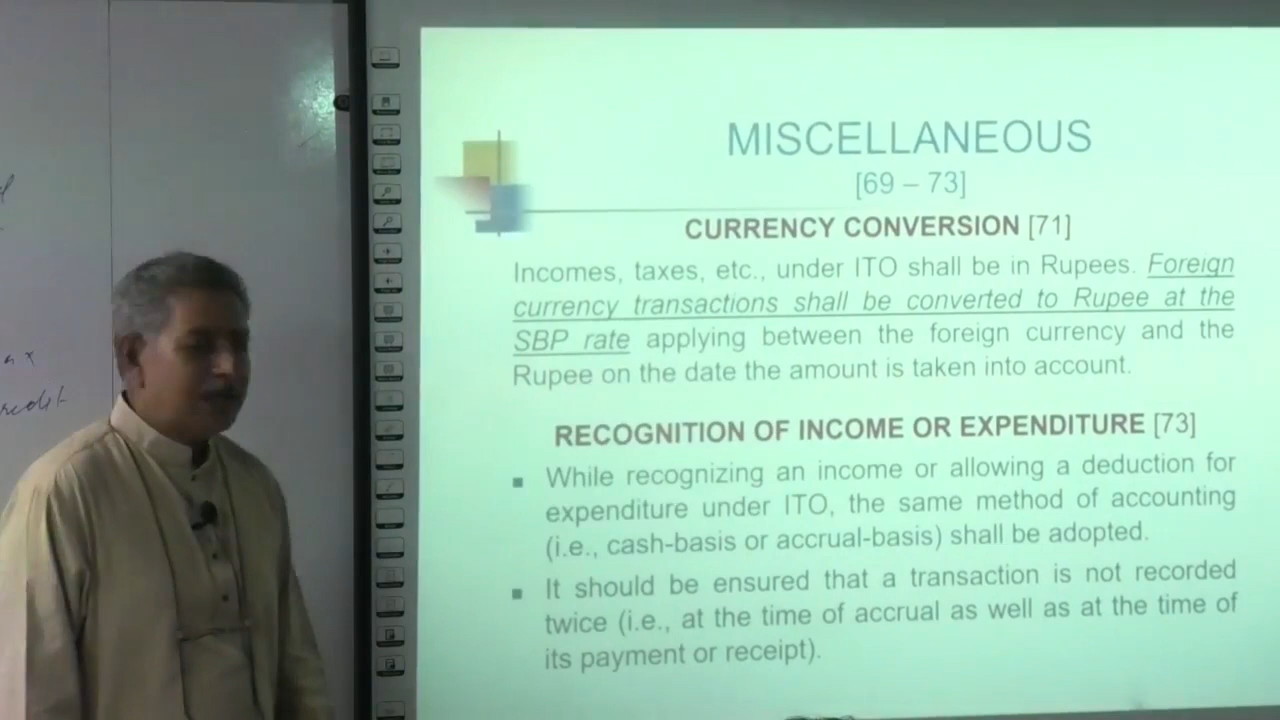 MISCELLANEOUS
[69 – 73]
CURRENCY CONVERSION [71]
Incomes, taxes, etc., under ITO shall be in Rupees. Foreign
currency transactions shall be converted to Rupee at the
SBP rate applying between the foreign currency and the
Rupee on the date the amount is taken into account.
RECOGNITION OF INCOME OR EXPENDITURE [73]
While recognizing an income or allowing a deduction for
expenditure under ITO, the same method of accounting
(i.e., cash-basis or accrual-basis) shall be adopted.
It should be ensured that a transaction is not recorded
twice (i.e., at the time of accrual as well as at the time of
its payment or receipt).